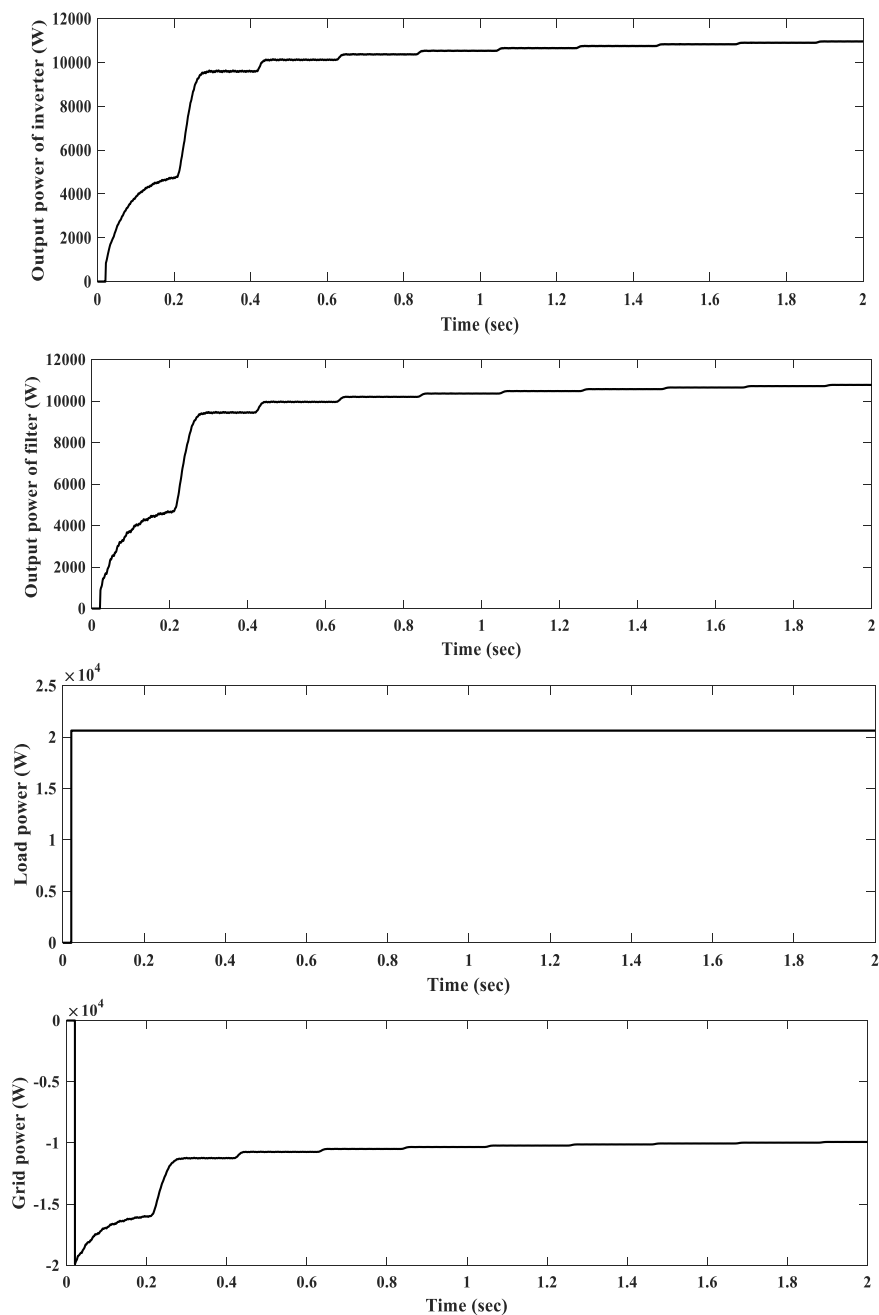 12000
10000
8000
6000
4000
2000
0
Output power of inverter (W)
0 0.2 0.4 0.6 0.8 1 1.2 1.4 1.6 1.8 2
Time (sec)
12000
10000
8000
6000
4000
2000
0
Output power of filter (W)
0 0.2 0.4 0.6 0.8 1 1.2 1.4 1.6 1.8 2
Time (sec)
×10⁴
2.5
2
1.5
1
0.5
0
Load power (W)
0 0.2 0.4 0.6 0.8 1 1.2 1.4 1.6 1.8 2
Time (sec)
×10⁴
0
-0.5
-1
-1.5
-2
Grid power (W)
0 0.2 0.4 0.6 0.8 1 1.2 1.4 1.6 1.8 2
Time (sec)